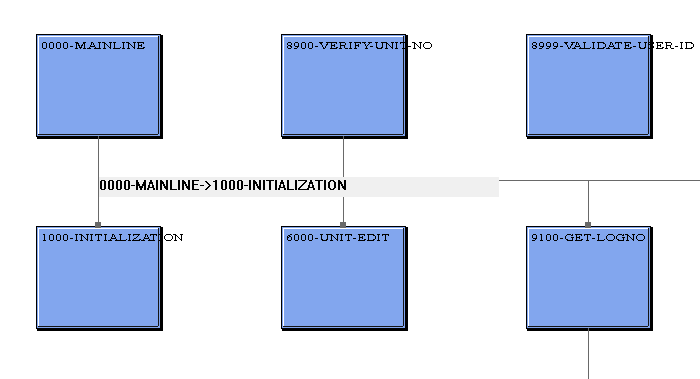 0000-MAINLINE
8900-VERIFY-UNIT-NO
8999-VALIDATE-USER-ID
0000-MAINLINE->1000-INITIALIZATION
1000-INITIALIZATION
6000-UNIT-EDIT
9100-GET-LOGNO